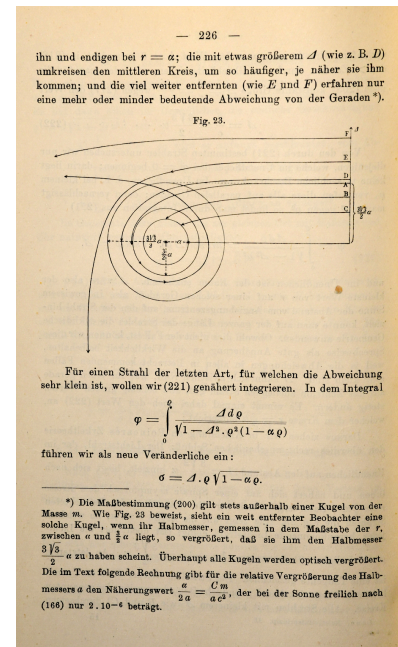 — 226 —
ihn und endigen bei r = α; die mit etwas größerem Δ (wie z. B. D)
umkreisen den mittleren Kreis, um so häufiger, je näher sie ihm
kommen; und die viel weiter entfernten (wie E und F) erfahren nur
eine mehr oder minder bedeutende Abweichung von der Geraden *).
Fig. 23.
F
Δ
E
D
A
B
C
Für einen Strahl der letzten Art, für welchen die Abweichung
sehr klein ist, wollen wir (221) genähert integrieren. In dem Integral
φ = ∫₀^ϱ Δ dϱ / √(1 − Δ² . ϱ² (1 − αϱ))
führen wir als neue Veränderliche ein:
σ = Δ . ϱ √(1 − αϱ).
*) Die Maßbestimmung (200) gilt stets außerhalb einer Kugel von der
Masse m. Wie Fig. 23 beweist, sieht ein weit entfernter Beobachter eine
solche Kugel, wenn ihr Halbmesser, gemessen in dem Maßstabe der r,
zwischen α und 3/2 α liegt, so vergrößert, daß sie ihm den Halbmesser
3√3/2 α zu haben scheint. Überhaupt alle Kugeln werden optisch vergrößert.
Die im Text folgende Rechnung gibt für die relative Vergrößerung des Halb-
messers a den Näherungswert α/2a = Cm/ac², der bei der Sonne freilich nach
(166) nur 2 . 10⁻⁶ beträgt.